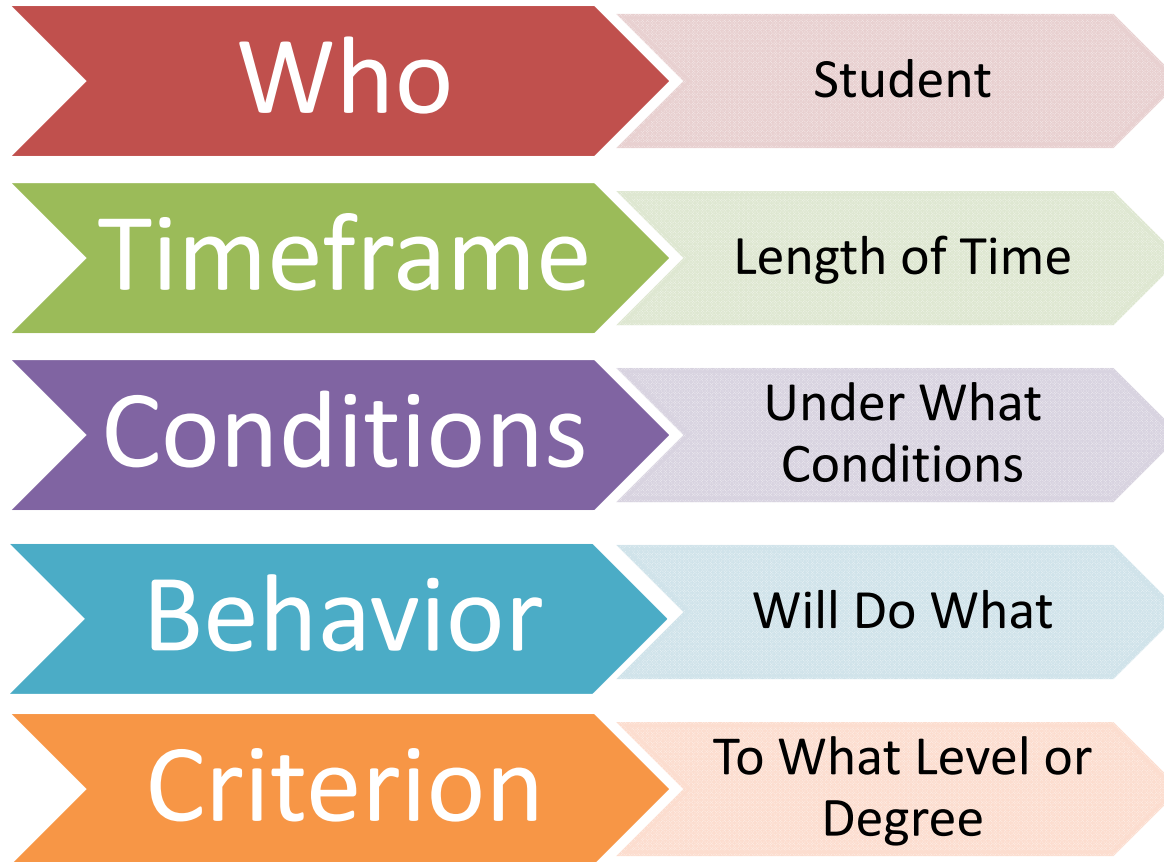 Who
Student
Timeframe
Length of Time
Conditions
Under What
Conditions
Behavior
Will Do What
Criterion
To What Level or
Degree